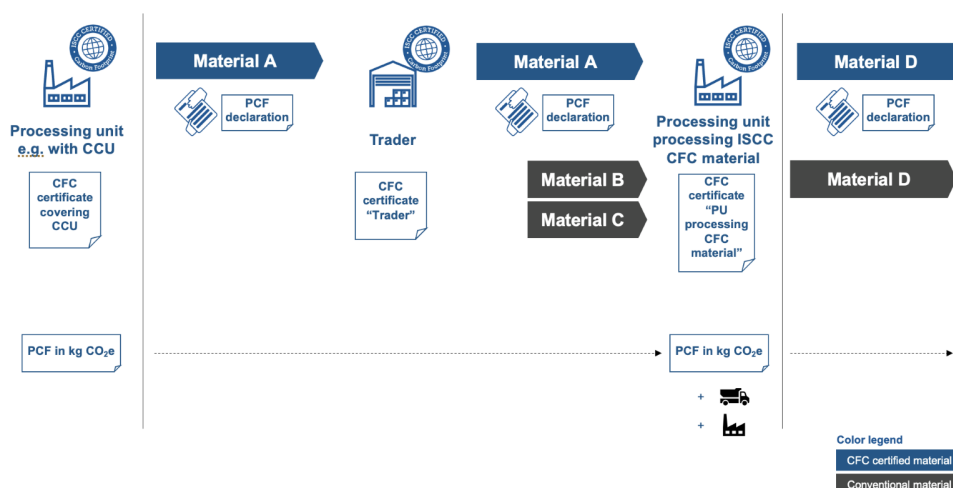 ISCC CERTIFIED
Carbon Footprint
Processing unit
e.g. with CCU
CFC
certificate
covering
CCU
PCF in kg CO₂e
Material A
PCF
declaration
ISCC CERTIFIED
Carbon Footprint
Trader
CFC
certificate
“Trader”
Material A
PCF
declaration
Material B
Material C
ISCC CERTIFIED
Carbon Footprint
Processing unit
processing ISCC
CFC material
CFC
certificate
“PU
processing
CFC
material”
PCF in kg CO₂e
+
+
Material D
PCF
declaration
Material D
Color legend
CFC certified material
Conventional material